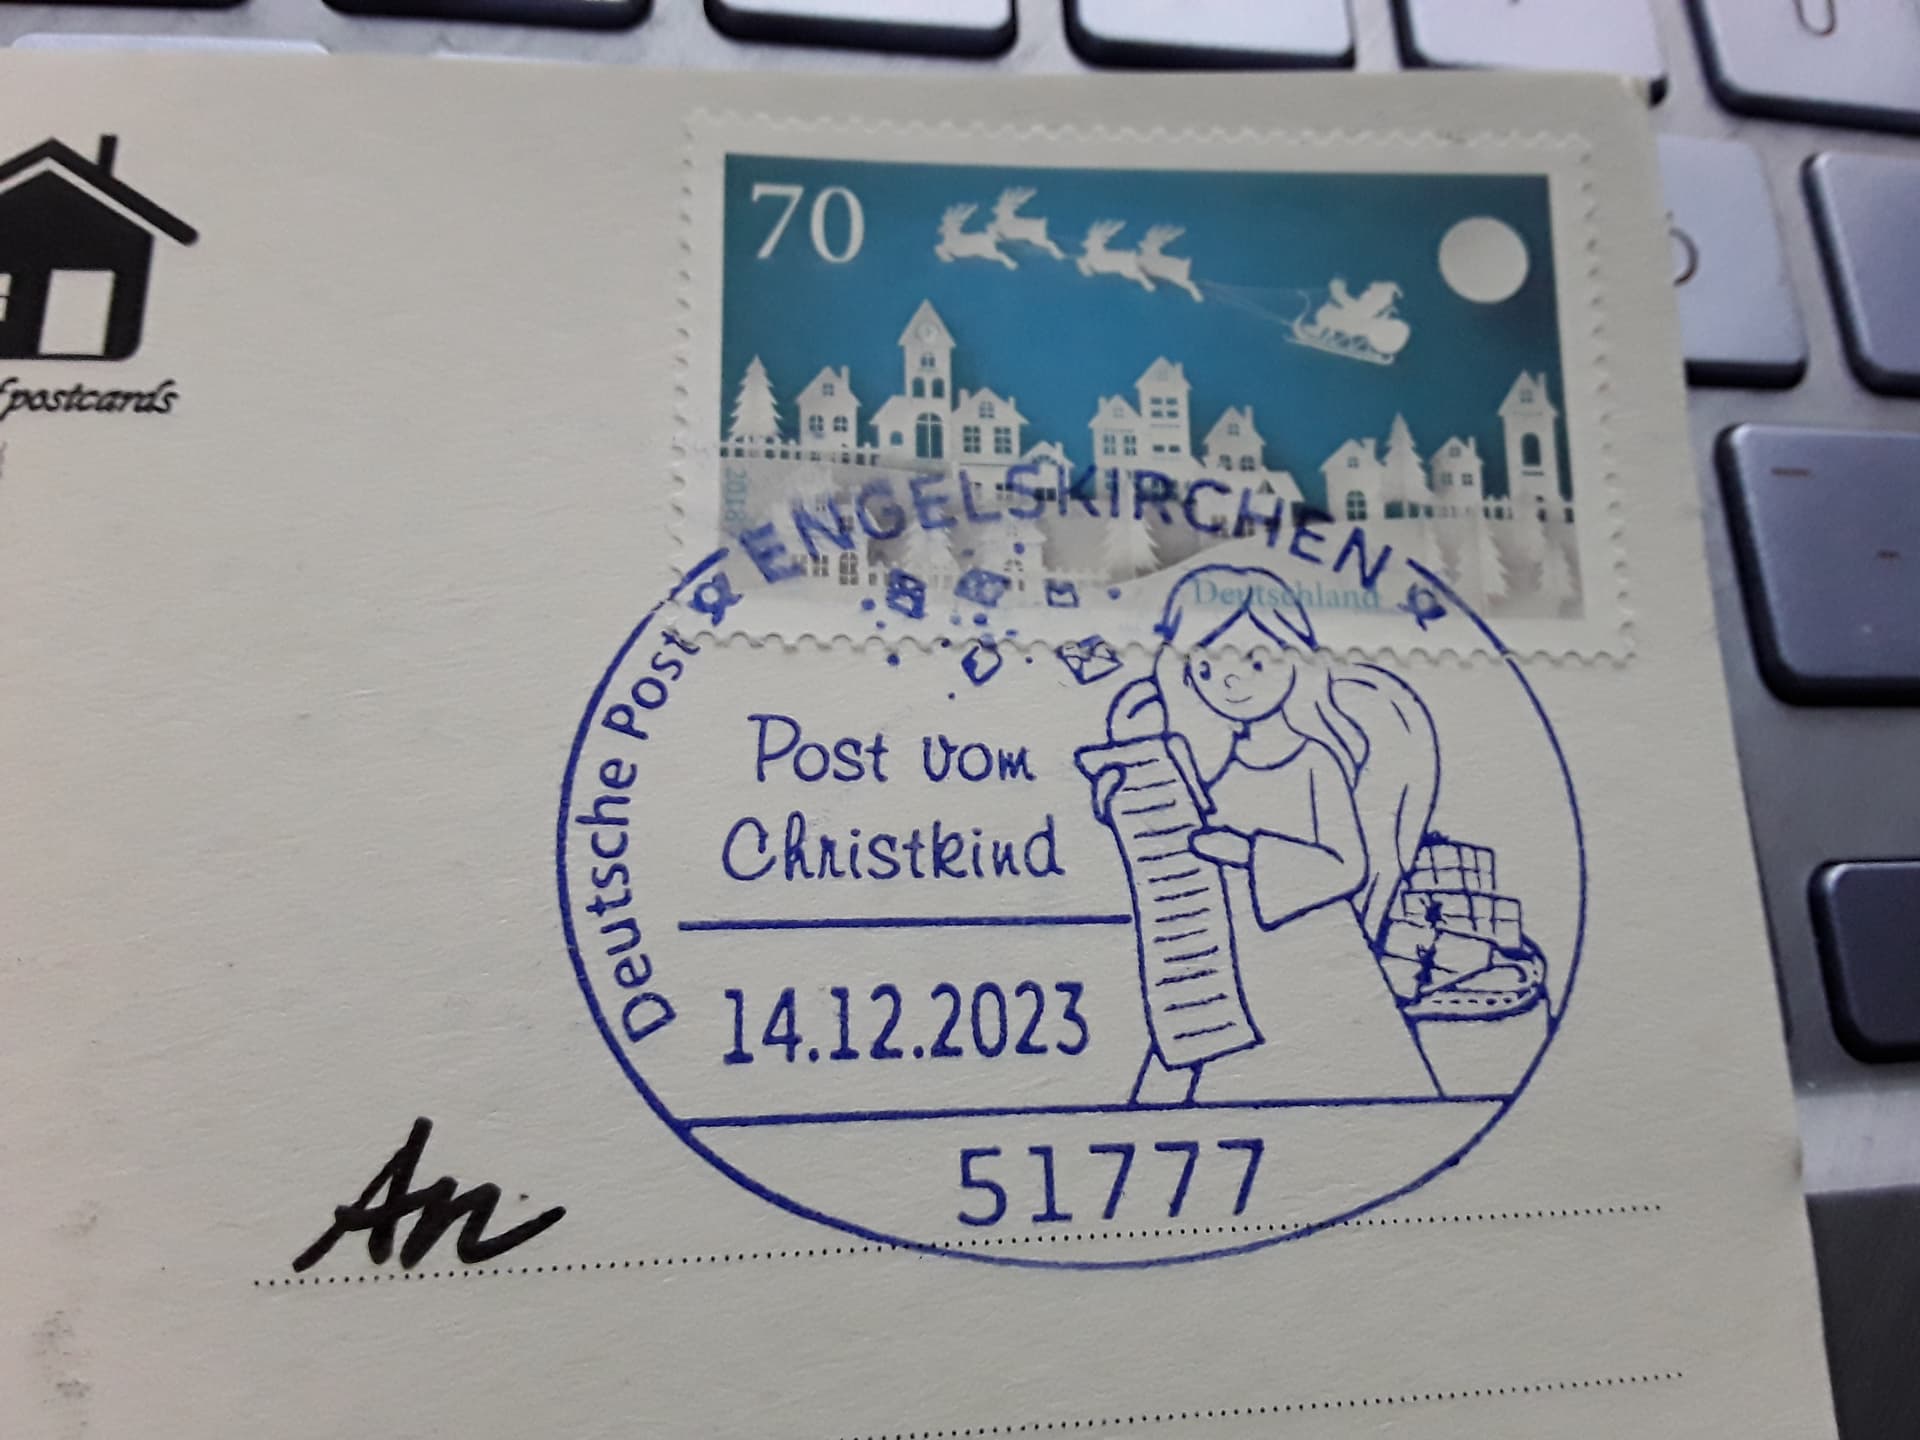 70
postcards
2018
Deutschland
ENGELSKIRCHEN
Deutsche Post
Post vom
Christkind
14.12.2023
51777
An